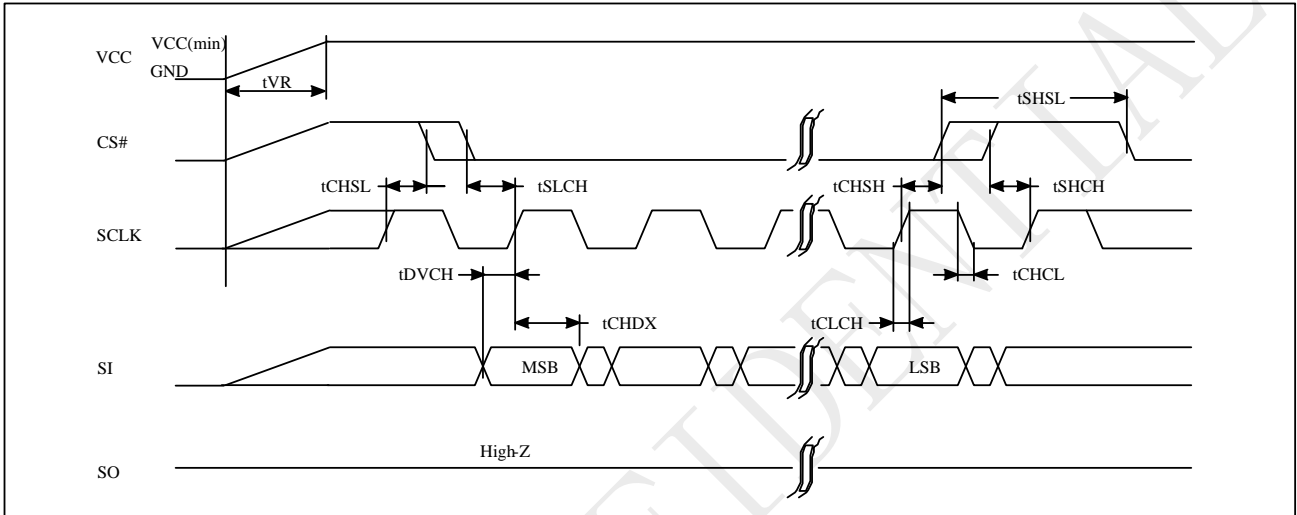 VCC
VCC(min)
GND
tVR
tSHSL
CS#
tCHSL
tSLCH
tCHSH
tSHCH
SCLK
tDVCH
tCHCL
tCHDX
tCLCH
SI
MSB
LSB
High-Z
SO
IDENTIAL